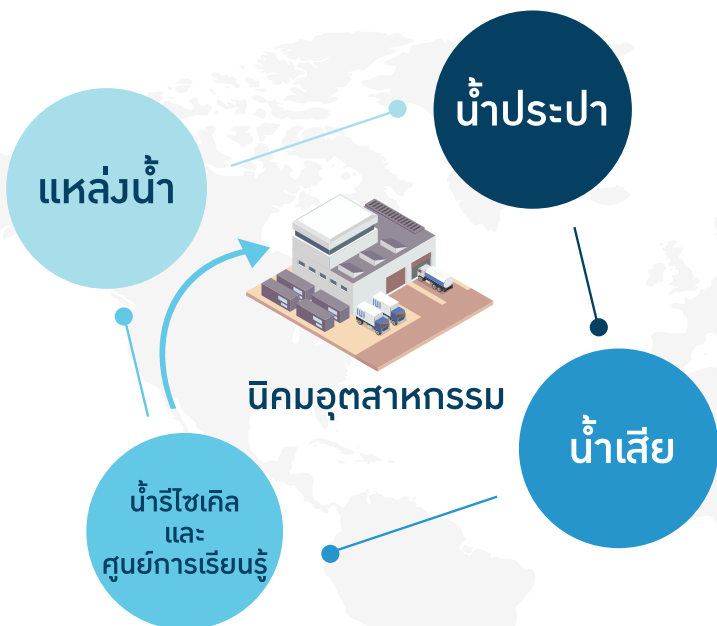 น้ำประปา
แหล่งน้ำ
นิคมอุตสาหกรรม
น้ำเสีย
น้ำรีไซเคิล
และ
ศูนย์การเรียนรู้